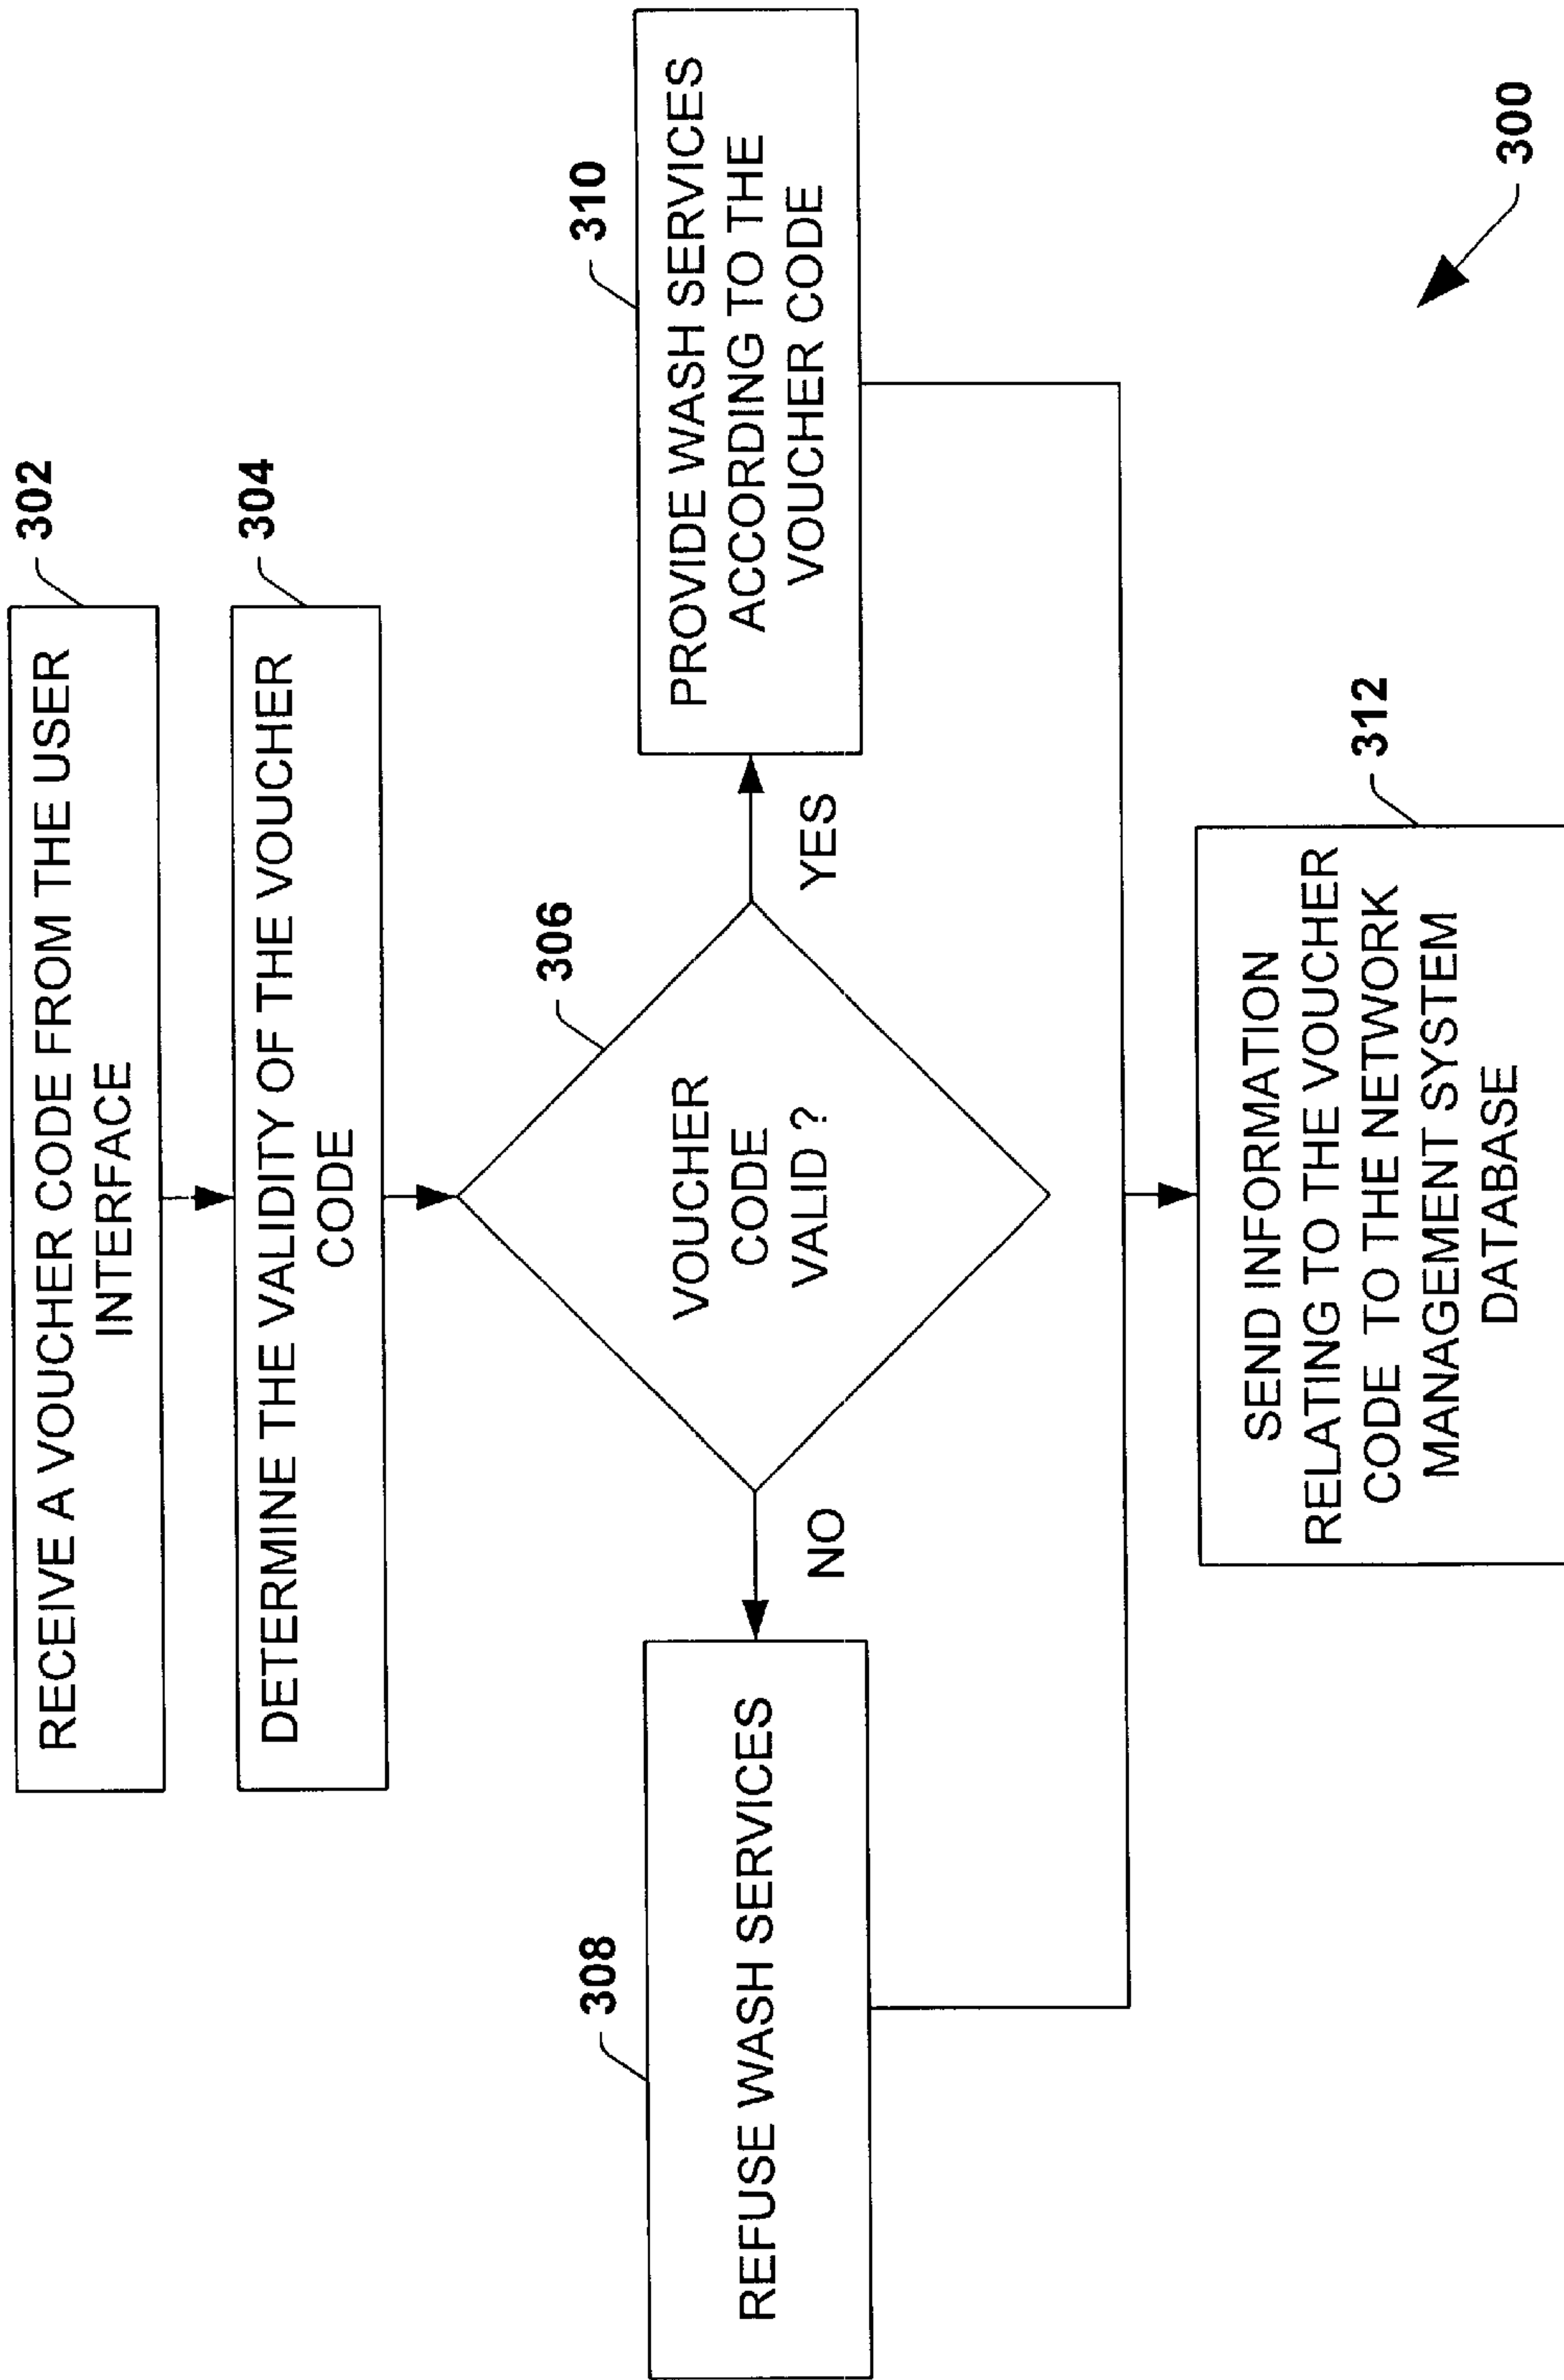 302
RECEIVE A VOUCHER CODE FROM THE USER
INTERFACE
304
DETERMINE THE VALIDITY OF THE VOUCHER
CODE
306
VOUCHER
CODE
VALID ?
NO
YES
308
REFUSE WASH SERVICES
310
PROVIDE WASH SERVICES
ACCORDING TO THE
VOUCHER CODE
312
SEND INFORMATION
RELATING TO THE VOUCHER
CODE TO THE NETWORK
MANAGEMENT SYSTEM
DATABASE
300